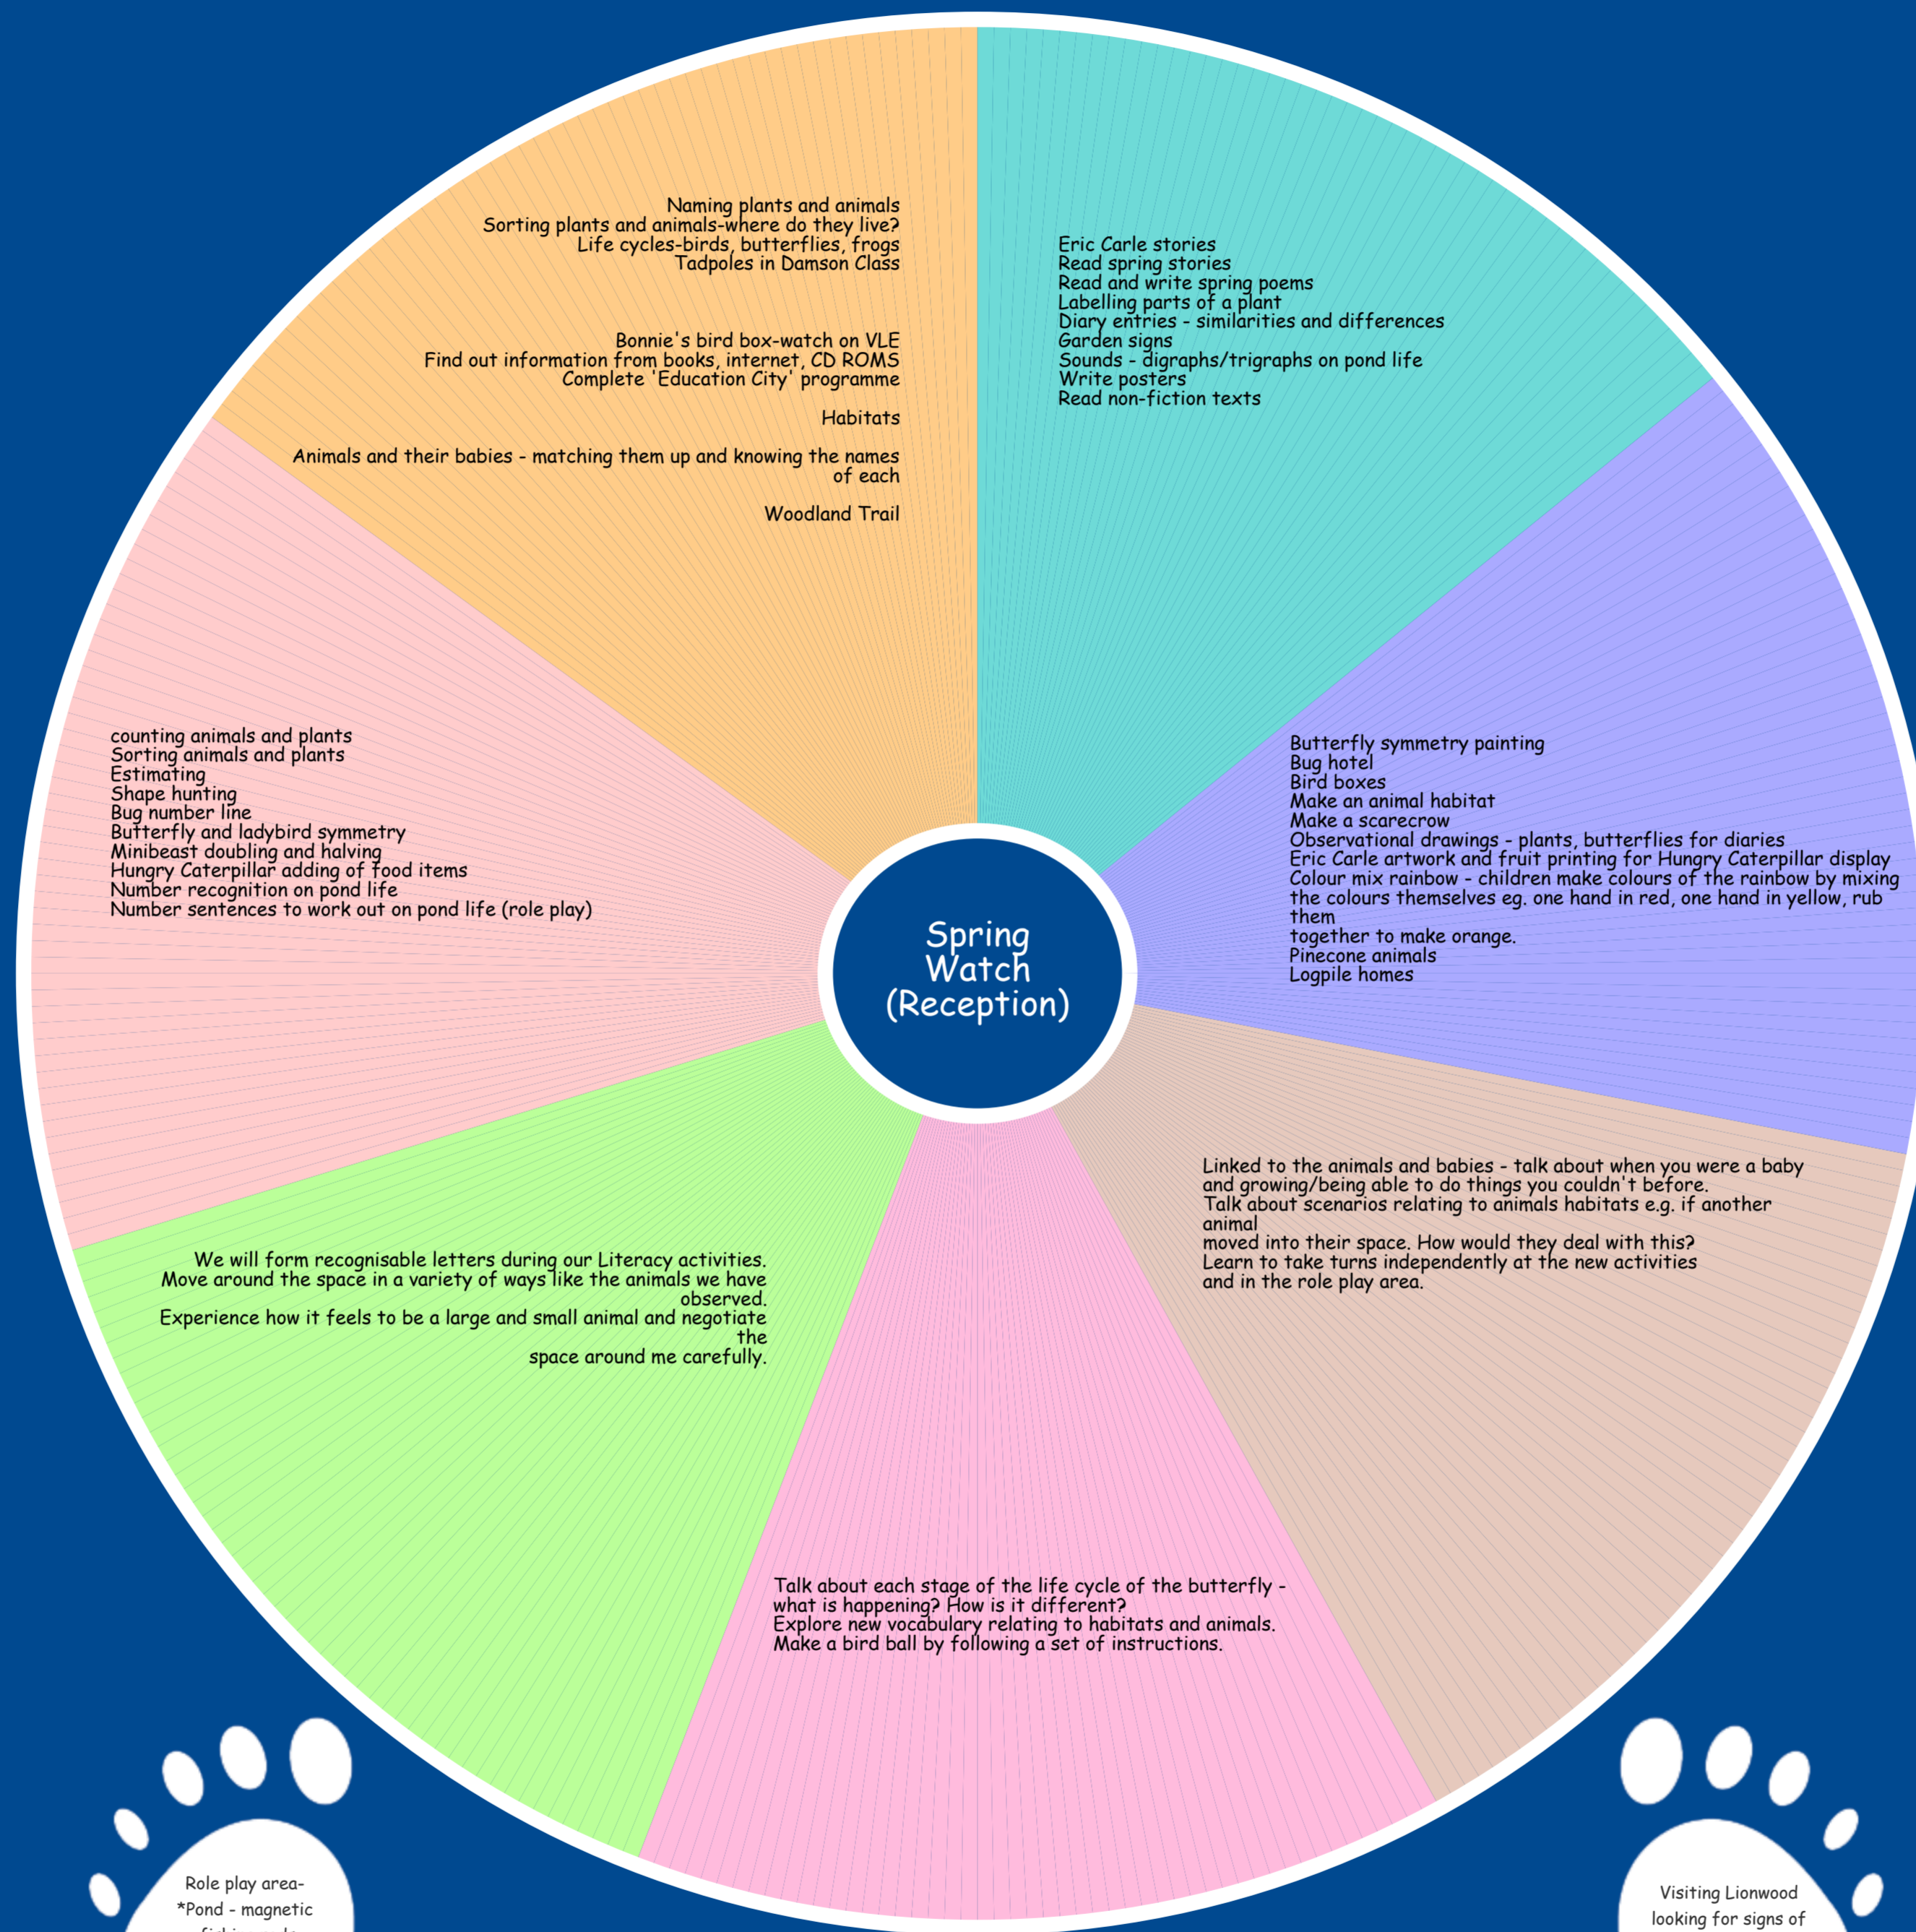 Naming plants and animals
Sorting plants and animals-where do they live?
Life cycles-birds, butterflies, frogs
Tadpoles in Damson Class
Bonnie's bird box-watch on VLE
Find out information from books, internet, CD ROMS
Complete 'Education City' programme
Habitats
Animals and their babies - matching them up and knowing the names
of each
Woodland Trail
Eric Carle stories
Read spring stories
Read and write spring poems
Labelling parts of a plant
Diary entries - similarities and differences
Garden signs
Sounds - digraphs/trigraphs on pond life
Write posters
Read non-fiction texts
counting animals and plants
Sorting animals and plants
Estimating
Shape hunting
Bug number line
Butterfly and ladybird symmetry
Minibeast doubling and halving
Hungry Caterpillar adding of food items
Number recognition on pond life
Number sentences to work out on pond life (role play)
Butterfly symmetry painting
Bug hotel
Bird boxes
Make an animal habitat
Make a scarecrow
Observational drawings - plants, butterflies for diaries
Eric Carle artwork and fruit printing for Hungry Caterpillar display
Colour mix rainbow - children make colours of the rainbow by mixing
the colours themselves eg. one hand in red, one hand in yellow, rub
them
together to make orange.
Pinecone animals
Logpile homes
Spring
Watch
(Reception)
Linked to the animals and babies - talk about when you were a baby
and growing/being able to do things you couldn't before.
Talk about scenarios relating to animals habitats e.g. if another
animal
moved into their space. How would they deal with this?
Learn to take turns independently at the new activities
and in the role play area.
We will form recognisable letters during our Literacy activities.
Move around the space in a variety of ways like the animals we have
observed.
Experience how it feels to be a large and small animal and negotiate
the
space around me carefully.
Talk about each stage of the life cycle of the butterfly -
what is happening? How is it different?
Explore new vocabulary relating to habitats and animals.
Make a bird ball by following a set of instructions.
Role play area-
*Pond - magnetic
Visiting Lionwood
looking for signs of